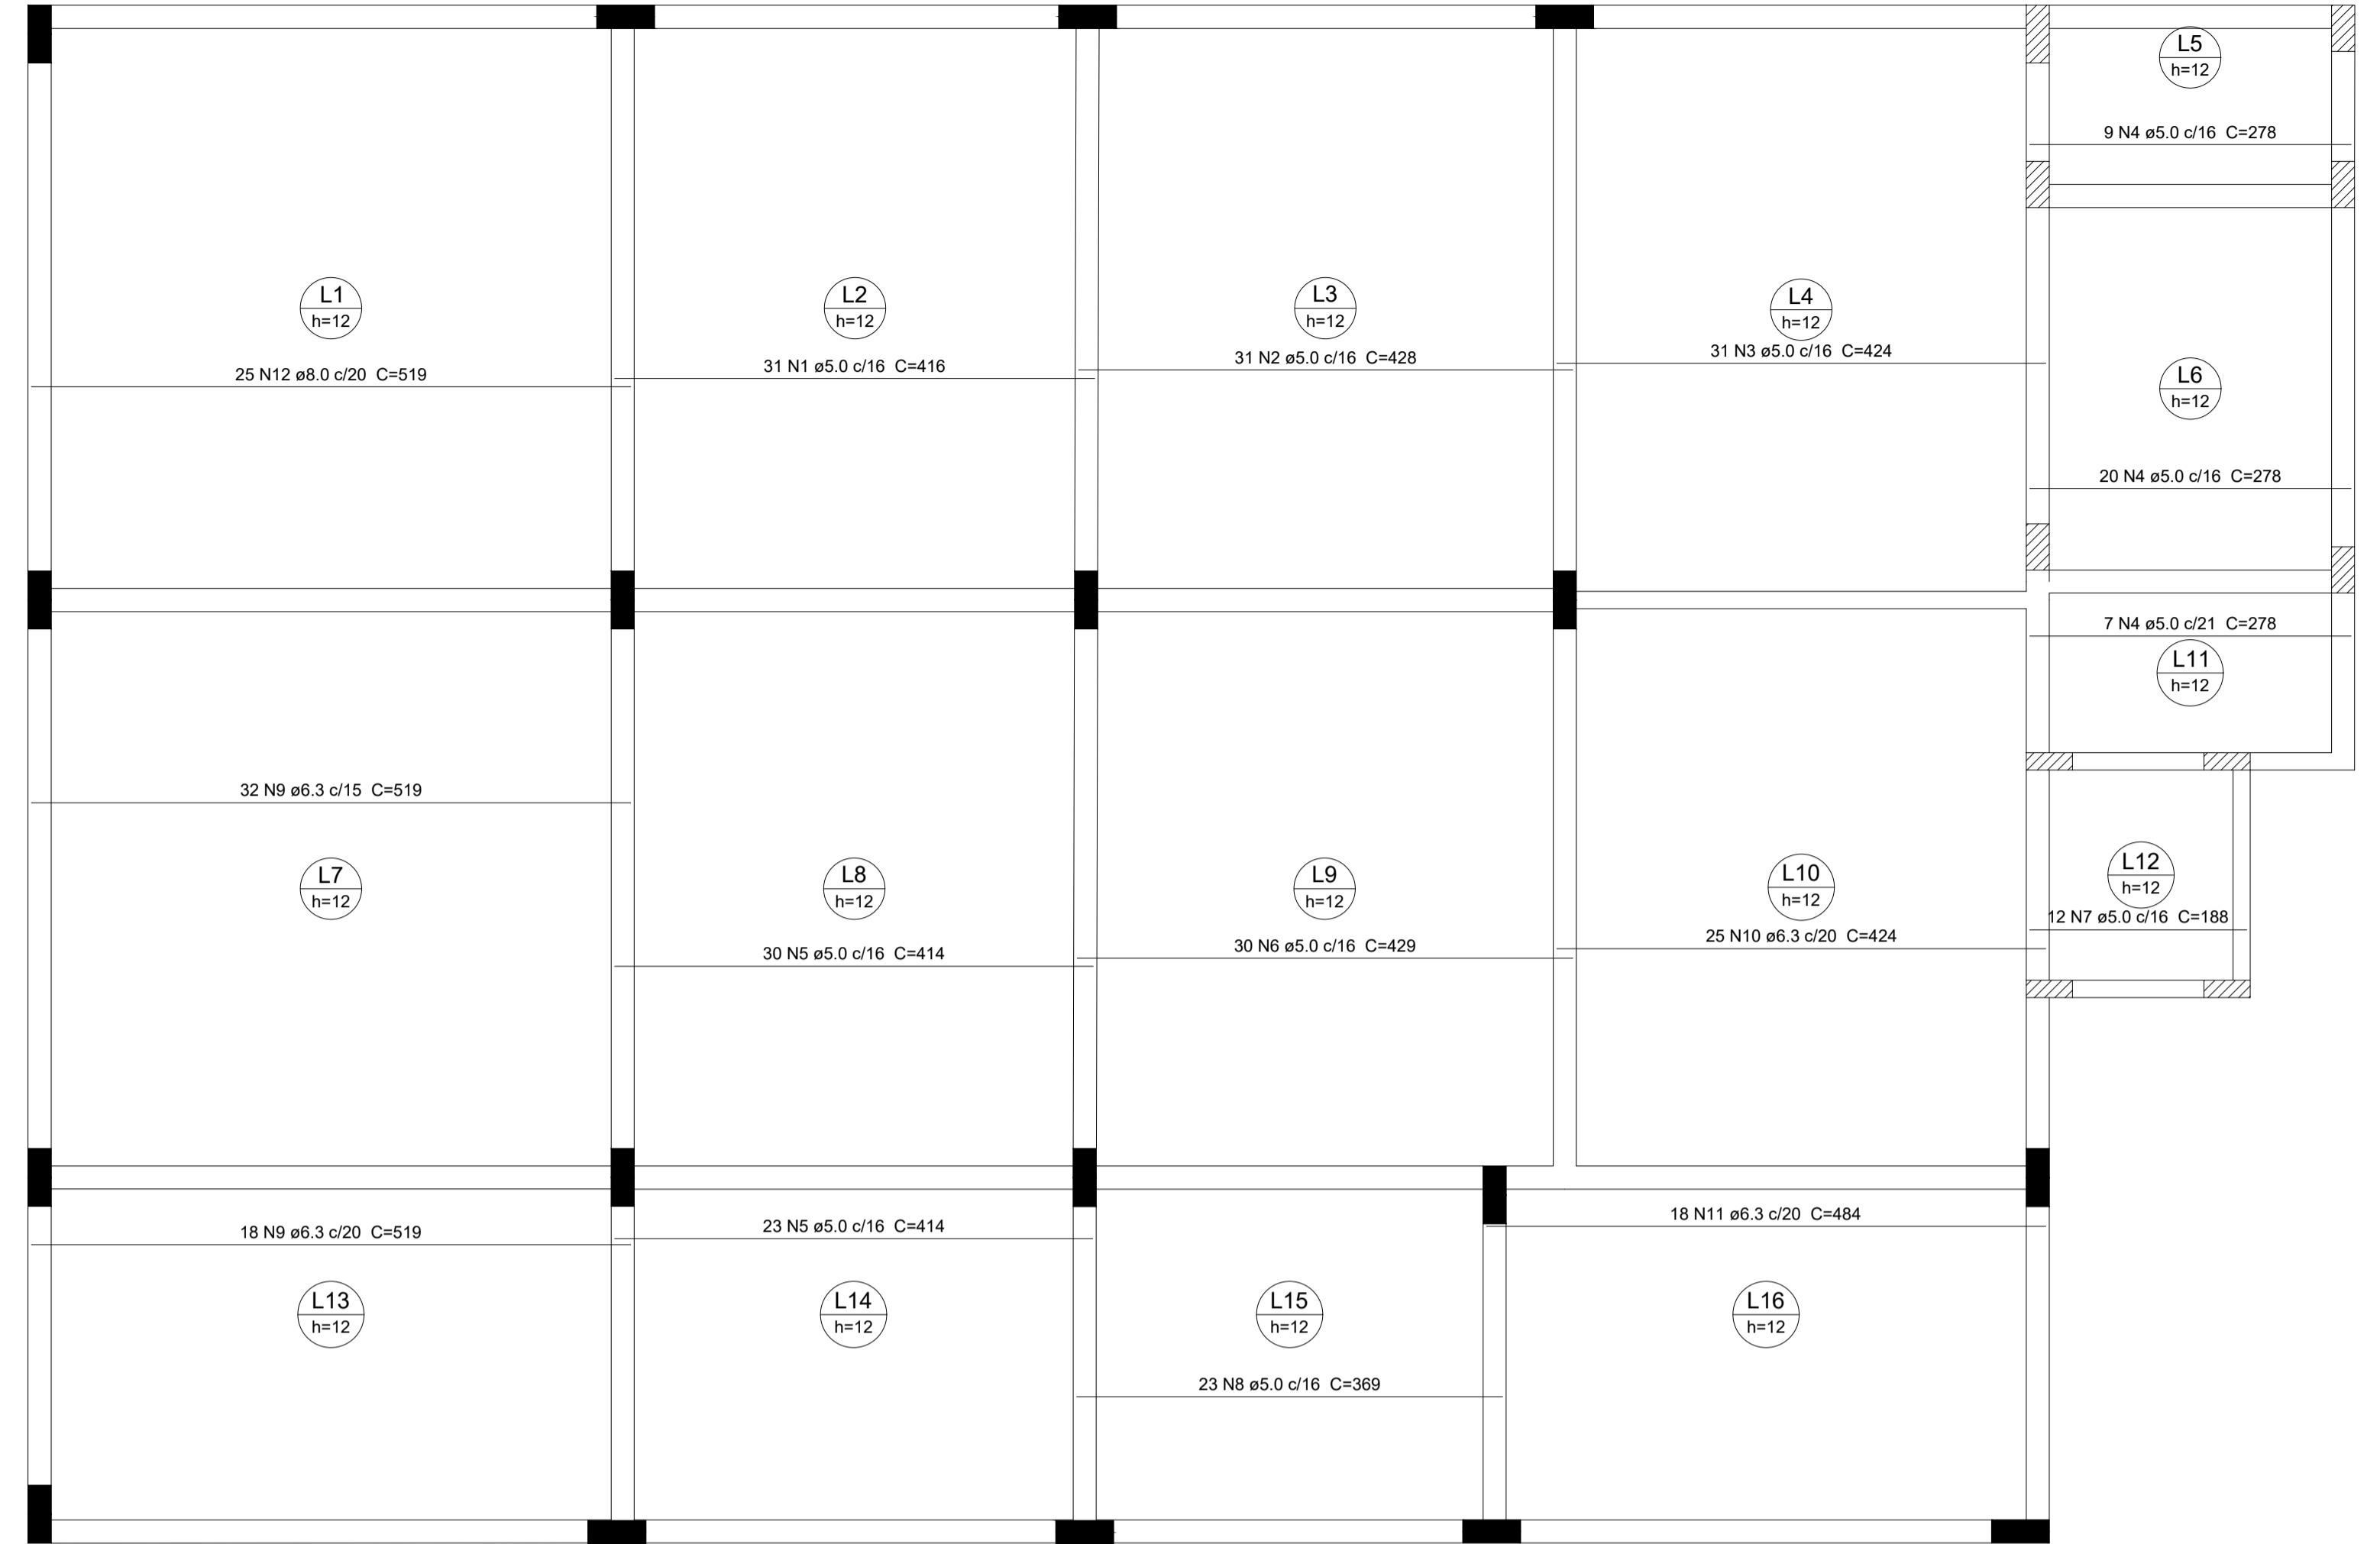 L5
h=12
9 N4 ø5.0 c/16 C=278
L1
h=12
25 N12 ø8.0 c/20 C=519
L2
h=12
31 N1 ø5.0 c/16 C=416
L3
h=12
31 N2 ø5.0 c/16 C=428
L4
h=12
31 N3 ø5.0 c/16 C=424
L6
h=12
20 N4 ø5.0 c/16 C=278
7 N4 ø5.0 c/21 C=278
L11
h=12
32 N9 ø6.3 c/15 C=519
L7
h=12
L8
h=12
30 N5 ø5.0 c/16 C=414
L9
h=12
30 N6 ø5.0 c/16 C=429
L10
h=12
25 N10 ø6.3 c/20 C=424
L12
h=12
12 N7 ø5.0 c/16 C=188
18 N9 ø6.3 c/20 C=519
L13
h=12
23 N5 ø5.0 c/16 C=414
L14
h=12
L15
h=12
23 N8 ø5.0 c/16 C=369
18 N11 ø6.3 c/20 C=484
L16
h=12